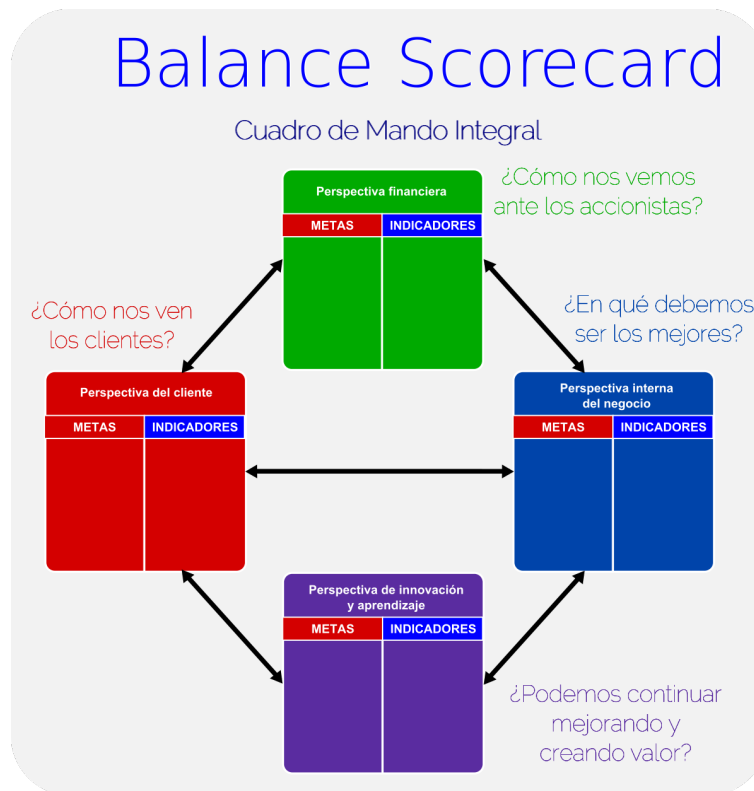 Balance Scorecard
Cuadro de Mando Integral
Perspectiva financiera
METAS INDICADORES
¿Cómo nos vemos
ante los accionistas?
¿Cómo nos ven
los clientes?
¿En qué debemos
ser los mejores?
Perspectiva del cliente
METAS INDICADORES
Perspectiva interna
del negocio
METAS INDICADORES
Perspectiva de innovación
y aprendizaje
METAS INDICADORES
¿Podemos continuar
mejorando y
creando valor?